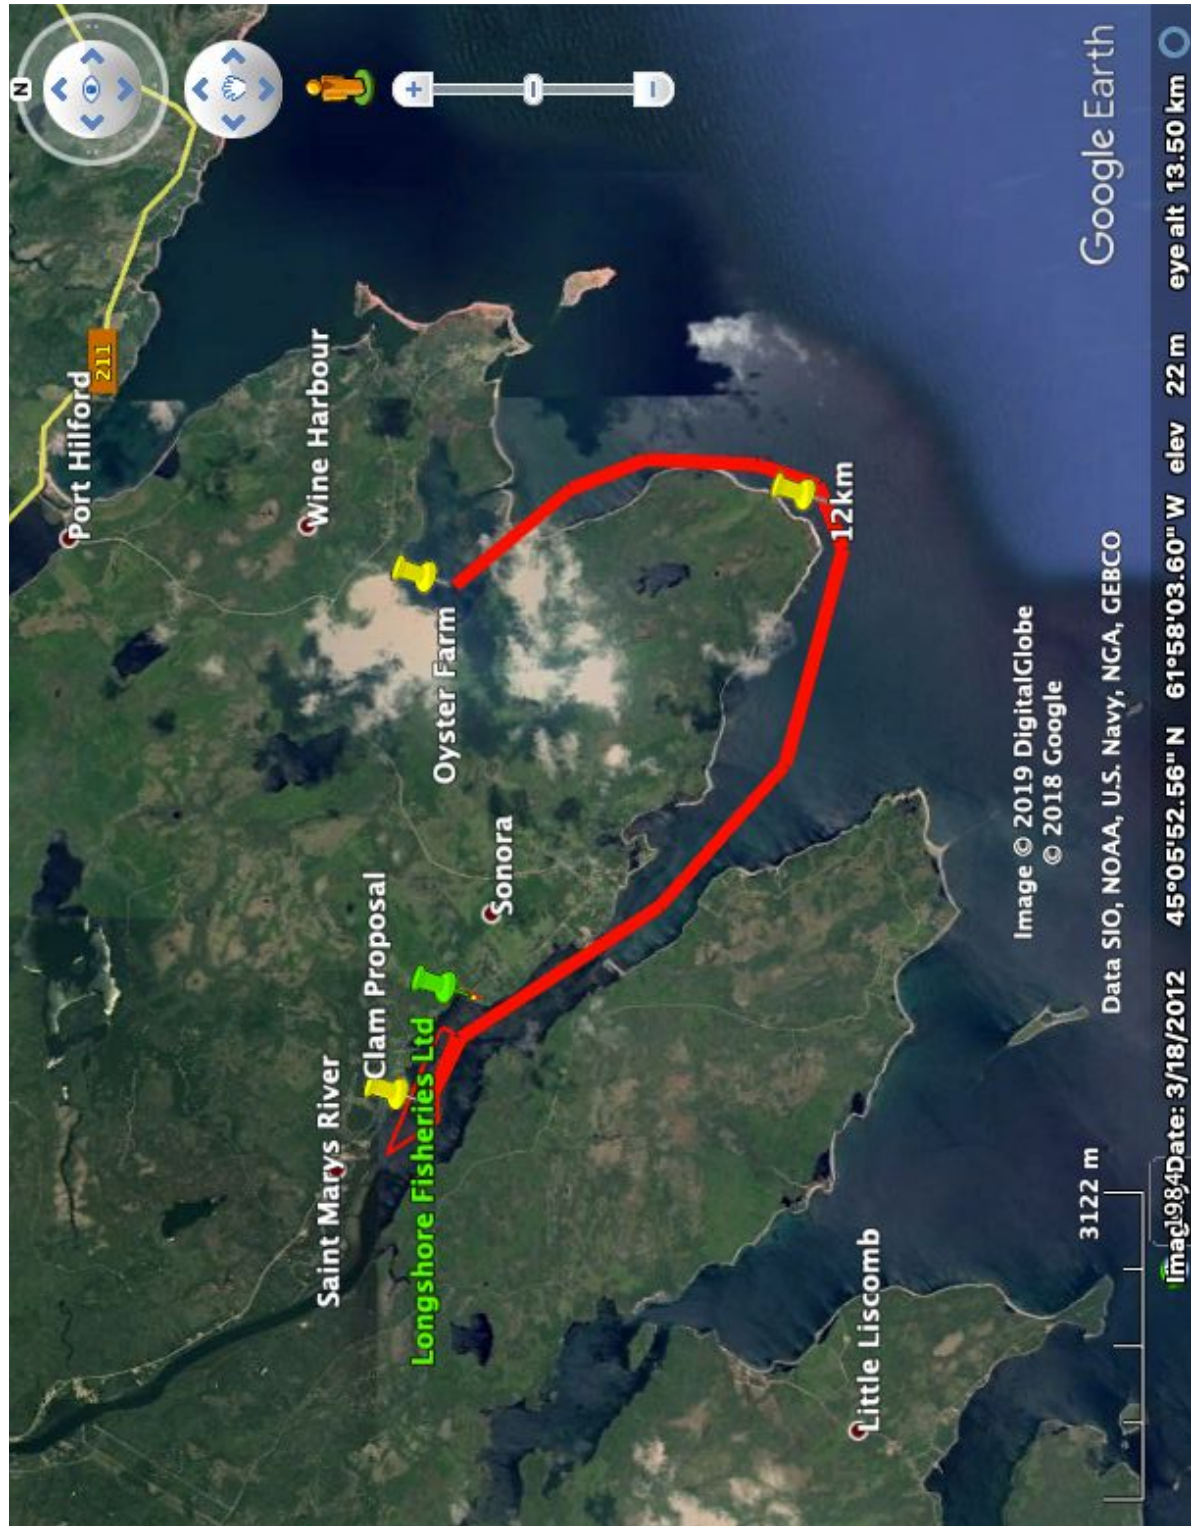 N
Port Hilford
211
Wine Harbour
Oyster Farm
12km
Sonora
Clam Proposal
Saint Marys River
Longshore Fisheries Ltd
Little Liscomb
Image © 2019 DigitalGlobe
© 2018 Google
Data SIO, NOAA, U.S. Navy, NGA, GEBCO
Google Earth
3122 m
1984
Date: 3/18/2012 45°05'52.56" N 61°58'03.60" W elev 22 m eye alt 13.50 km